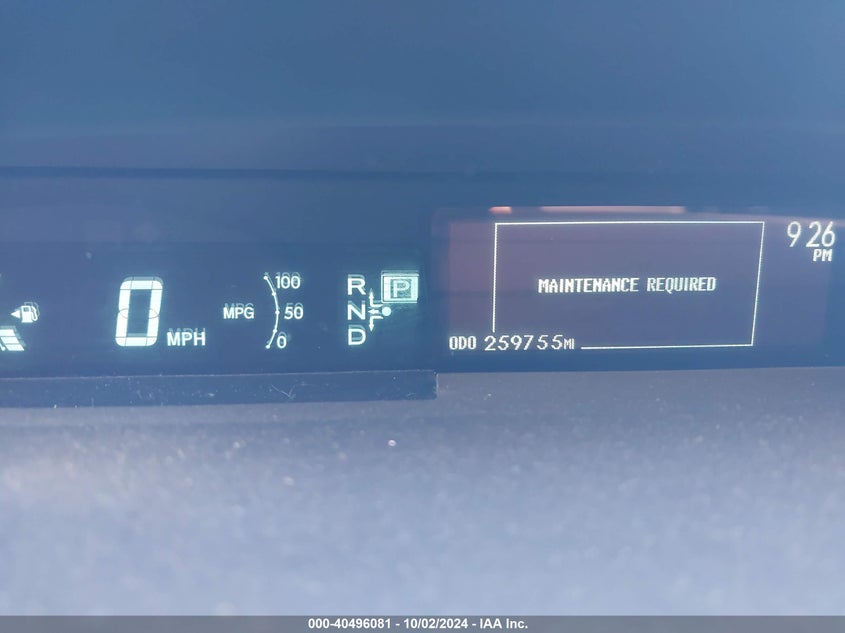 0 MPH
MPG
100
50
0
R P
N
D
MAINTENANCE REQUIRED
ODO 259755MI
9:26
PM
000-40496081 - 10/02/2024 - IAA Inc.